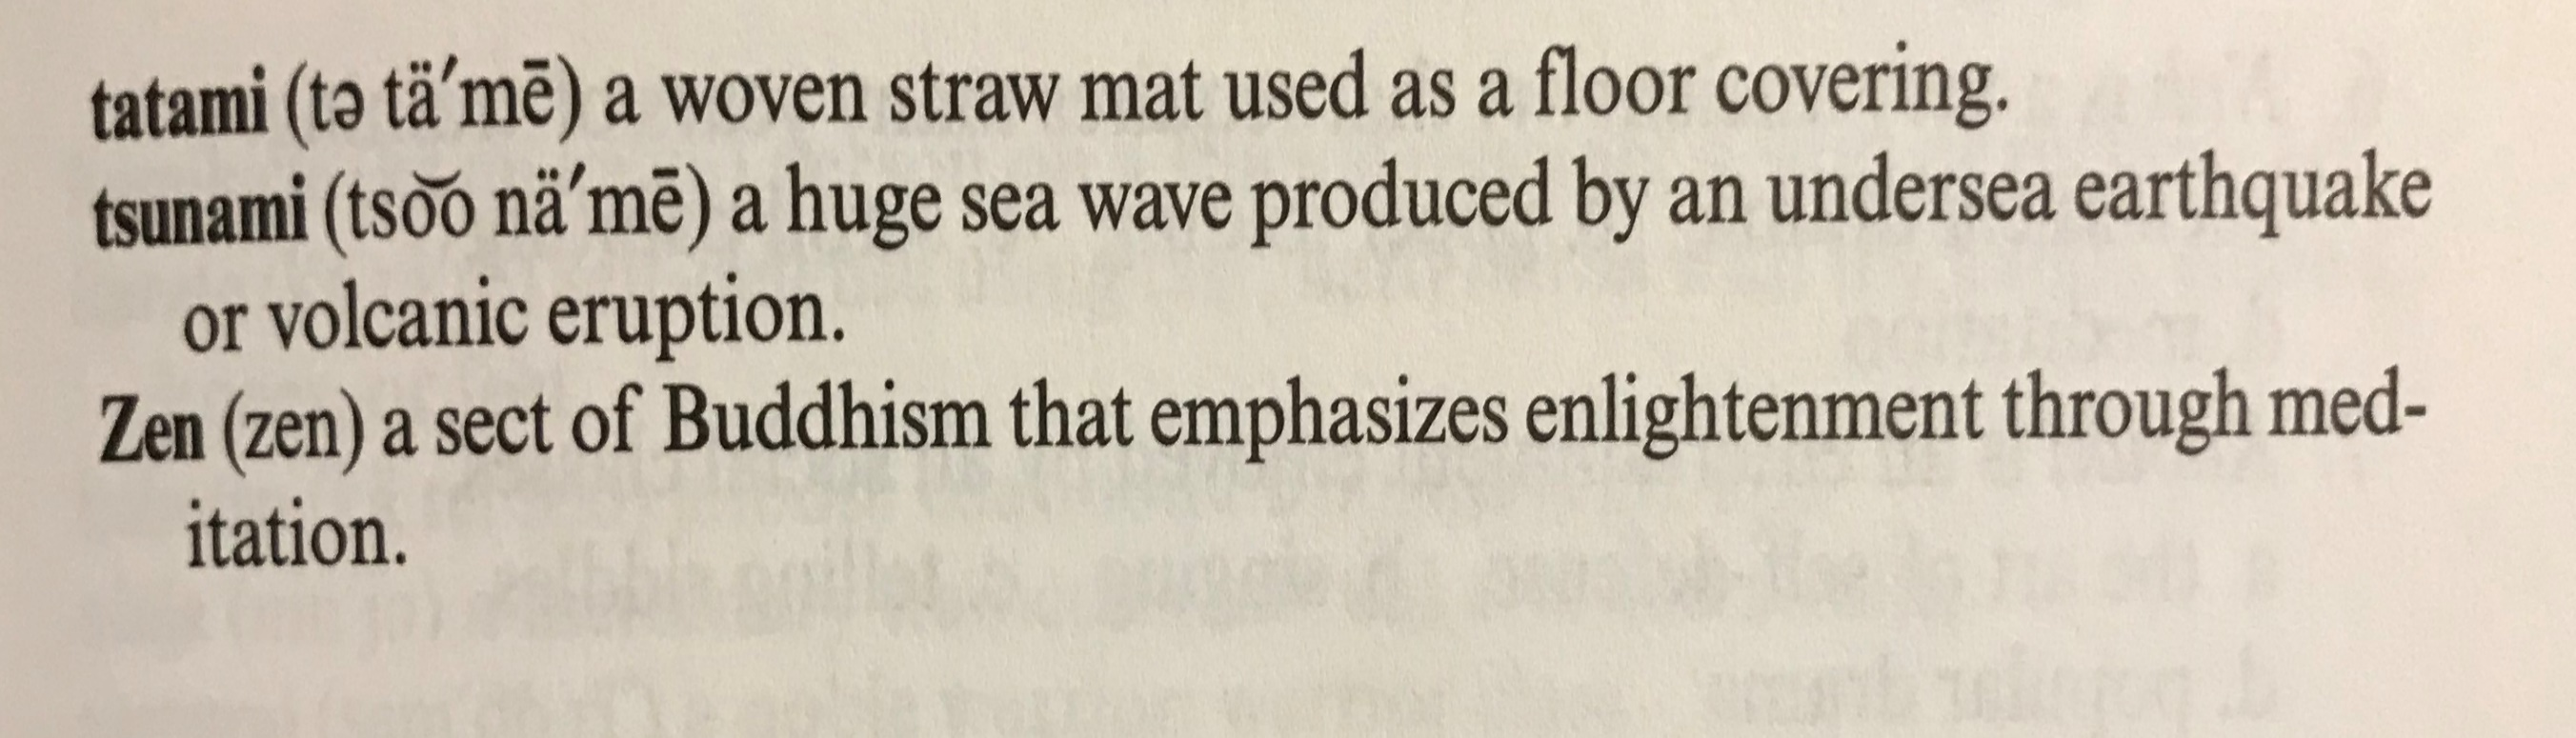 tatami (tə tä′mē) a woven straw mat used as a floor covering.
tsunami (tso͝o nä′mē) a huge sea wave produced by an undersea earthquake
or volcanic eruption.
Zen (zen) a sect of Buddhism that emphasizes enlightenment through med-
itation.